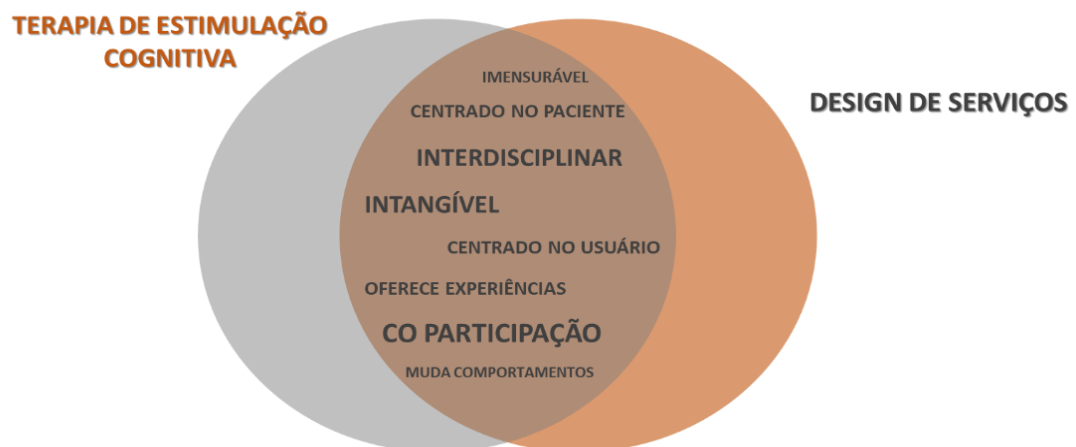 TERAPIA DE ESTIMULAÇÃO
COGNITIVA
DESIGN DE SERVIÇOS
IMENSURÁVEL
CENTRADO NO PACIENTE
INTERDISCIPLINAR
INTANGÍVEL
CENTRADO NO USUÁRIO
OFERECE EXPERIÊNCIAS
CO PARTICIPAÇÃO
MUDA COMPORTAMENTOS